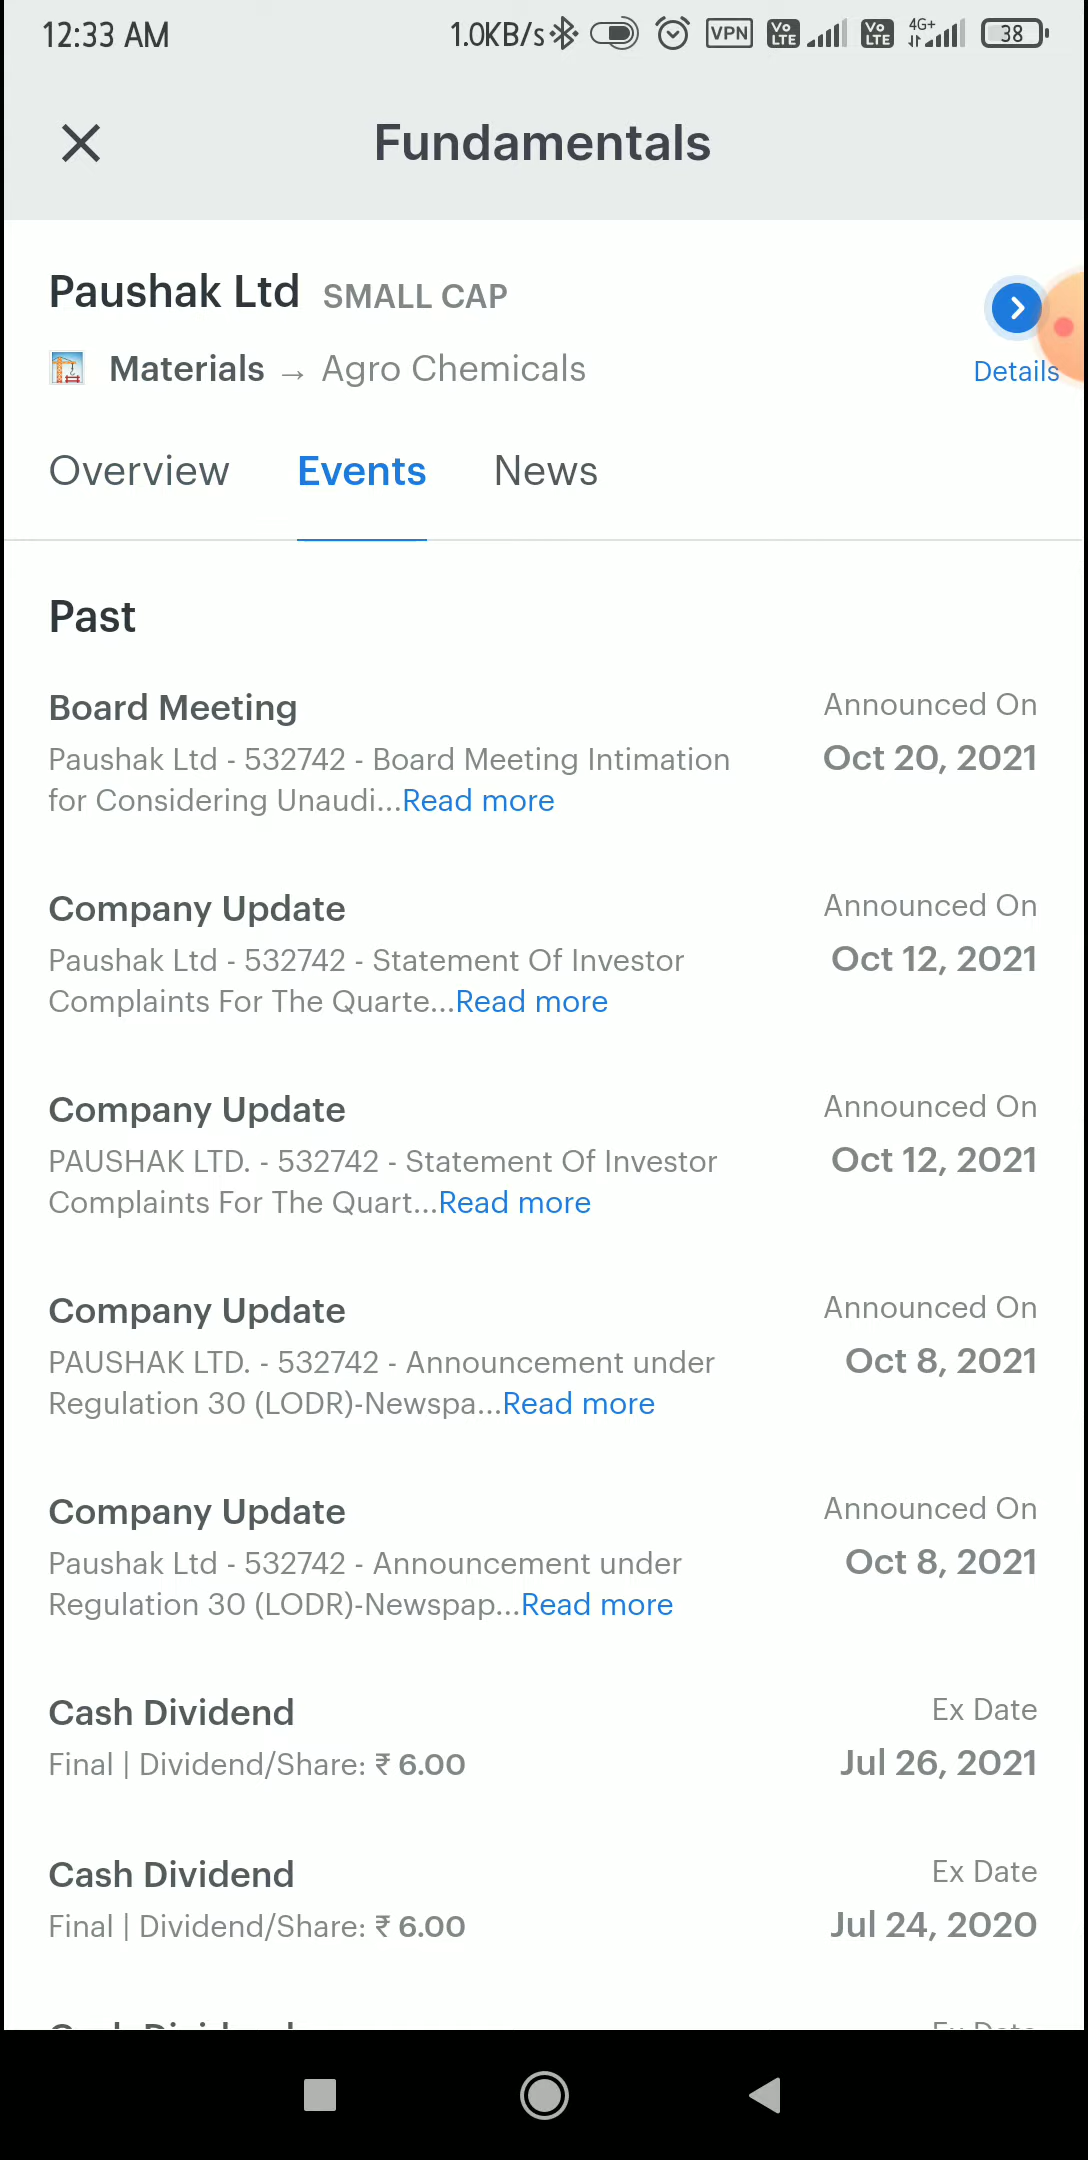 12:33 AM 1.0KB/s VPN Vo LTE Vo LTE 4G+ 38
Fundamentals
Paushak Ltd SMALL CAP
Materials → Agro Chemicals
Details
Overview Events News
Past
Board Meeting Announced On
Paushak Ltd - 532742 - Board Meeting Intimation Oct 20, 2021
for Considering Unaudi...Read more
Company Update Announced On
Paushak Ltd - 532742 - Statement Of Investor Oct 12, 2021
Complaints For The Quarte...Read more
Company Update Announced On
PAUSHAK LTD. - 532742 - Statement Of Investor Oct 12, 2021
Complaints For The Quart...Read more
Company Update Announced On
PAUSHAK LTD. - 532742 - Announcement under Oct 8, 2021
Regulation 30 (LODR)-Newspa...Read more
Company Update Announced On
Paushak Ltd - 532742 - Announcement under Oct 8, 2021
Regulation 30 (LODR)-Newspap...Read more
Cash Dividend Ex Date
Final | Dividend/Share: ₹ 6.00 Jul 26, 2021
Cash Dividend Ex Date
Final | Dividend/Share: ₹ 6.00 Jul 24, 2020